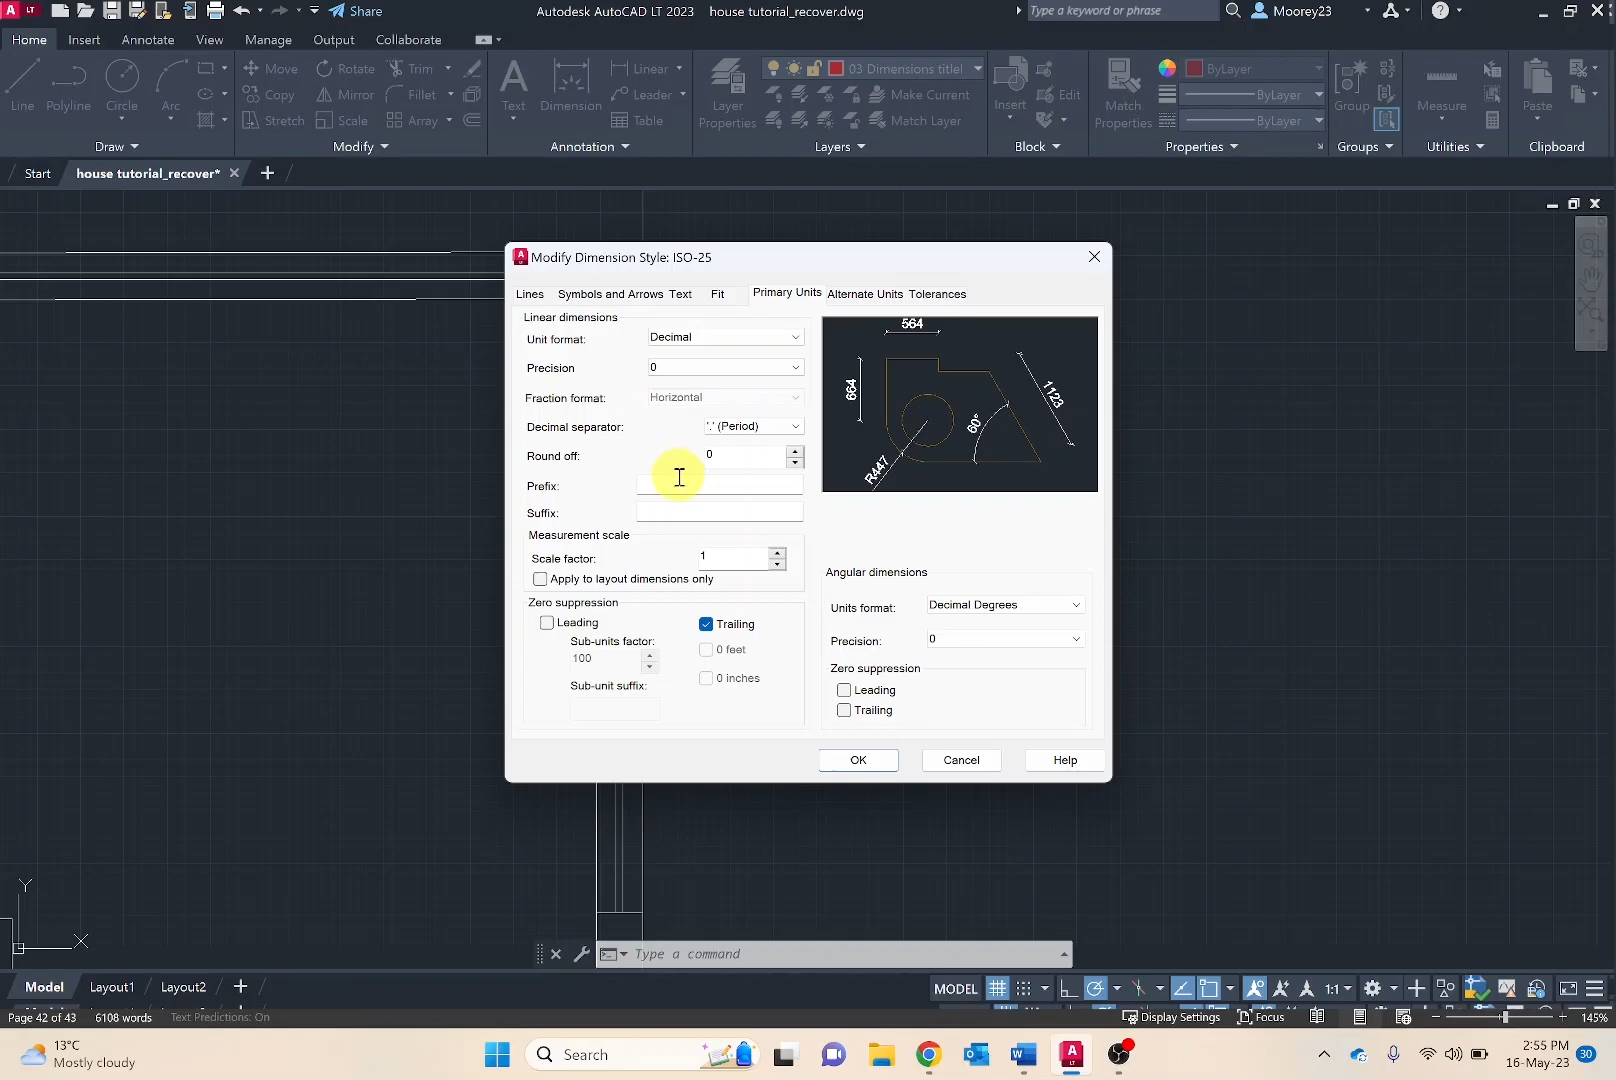 LT Share Autodesk AutoCAD LT 2023 house tutorial_recover.dwg Type a keyword or phrase Moorey23
Home Insert Annotate View Manage Output Collaborate
Move Rotate Trim Linear 03 Dimensions titlel ByLayer
Line Polyline Circle Arc Copy Mirror Fillet Text Dimension Leader Layer Properties Make Current Insert Edit Match Properties ByLayer Group Measure Paste
Stretch Scale Array Table Match Layer ByLayer
Draw Modify Annotation Layers Block Properties Groups Utilities Clipboard
Start house tutorial_recover*
Modify Dimension Style: ISO-25
Lines Symbols and Arrows Text Fit Primary Units Alternate Units Tolerances
Linear dimensions
Unit format: Decimal
Precision 0
Fraction format: Horizontal
Decimal separator: '.' (Period)
Round off: 0
Prefix:
Suffix:
Measurement scale
Scale factor: 1
Apply to layout dimensions only
Zero suppression
Leading
Trailing
Sub-units factor:
100
0 feet
Sub-unit suffix:
0 inches
564
664
1123
60°
R447
Angular dimensions
Units format: Decimal Degrees
Precision: 0
Zero suppression
Leading
Trailing
OK Cancel Help
Y
X
Type a command
Model Layout1 Layout2 MODEL 1:1
Page 42 of 43 6108 words Text Predictions: On Display Settings Focus 145%
13°C
Mostly cloudy
Search
2:55 PM
16-May-23
30